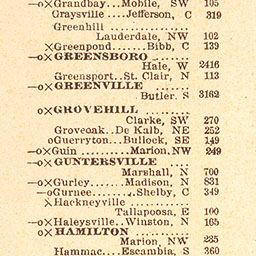 —o×Grandbay...Mobile, SW 105
Graysville....Jefferson, C 319
Greenhill ................
Lauderdale, NW 102
×Greenpond......Bibb, C 139
—o×GREENSBORO .......
Hale, W 2416
Greensport..St. Clair, N 113
—o×GREENVILLE .......
Butler, S 3162
o×GROVEHILL ..........
Clarke, SW 270
Groveoak..De Kalb, NE 252
oGuerryton..Bullock, SE 149
—o×Guin ......Marion, NW 249
—o×GUNTERSVILLE ....
Marshall, N 700
—o×Gurley......Madison, N 831
—oGurnee.......Shelby, C 349
×Hackneyville ...........
Tallapoosa, E 100
—o×Haleysville..Winston, N 165
o×HAMILTON ..........
Marion, NW 235
Hammac....Escambia, S 360